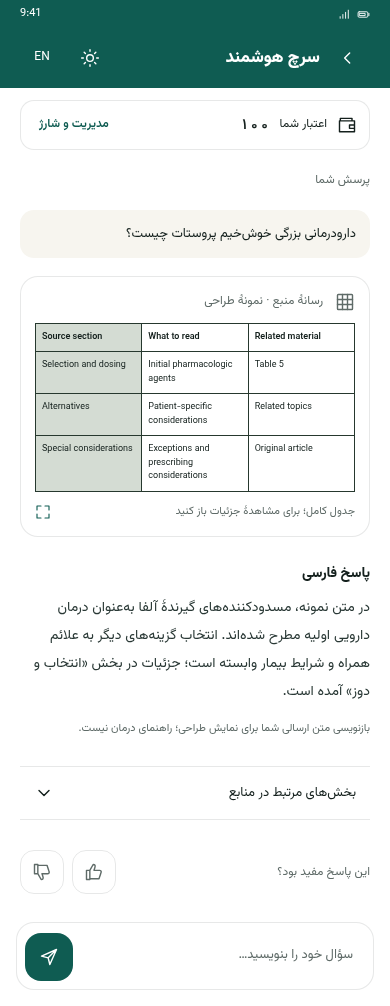 9:41
سرچ هوشمند
EN
اعتبار شما ۱۰۰
مدیریت و شارژ
پرسش شما
دارودرمانی بزرگی خوش‌خیم پروستات چیست؟
رسانهٔ منبع · نمونهٔ طراحی
Source section What to read Related material
Selection and dosing Initial pharmacologic agents Table 5
Alternatives Patient-specific considerations Related topics
Special considerations Exceptions and prescribing considerations Original article
جدول کامل؛ برای مشاهدهٔ جزئیات باز کنید
پاسخ فارسی
در متن نمونه، مسدودکننده‌های گیرندهٔ آلفا به‌عنوان درمان
دارویی اولیه مطرح شده‌اند. انتخاب گزینه‌های دیگر به علائم
همراه و شرایط بیمار وابسته است؛ جزئیات در بخش «انتخاب و
دوز» آمده است.
بازنویسی متن ارسالی شما برای نمایش طراحی؛ راهنمای درمان نیست.
بخش‌های مرتبط در منابع
این پاسخ مفید بود؟
سؤال خود را بنویسید...